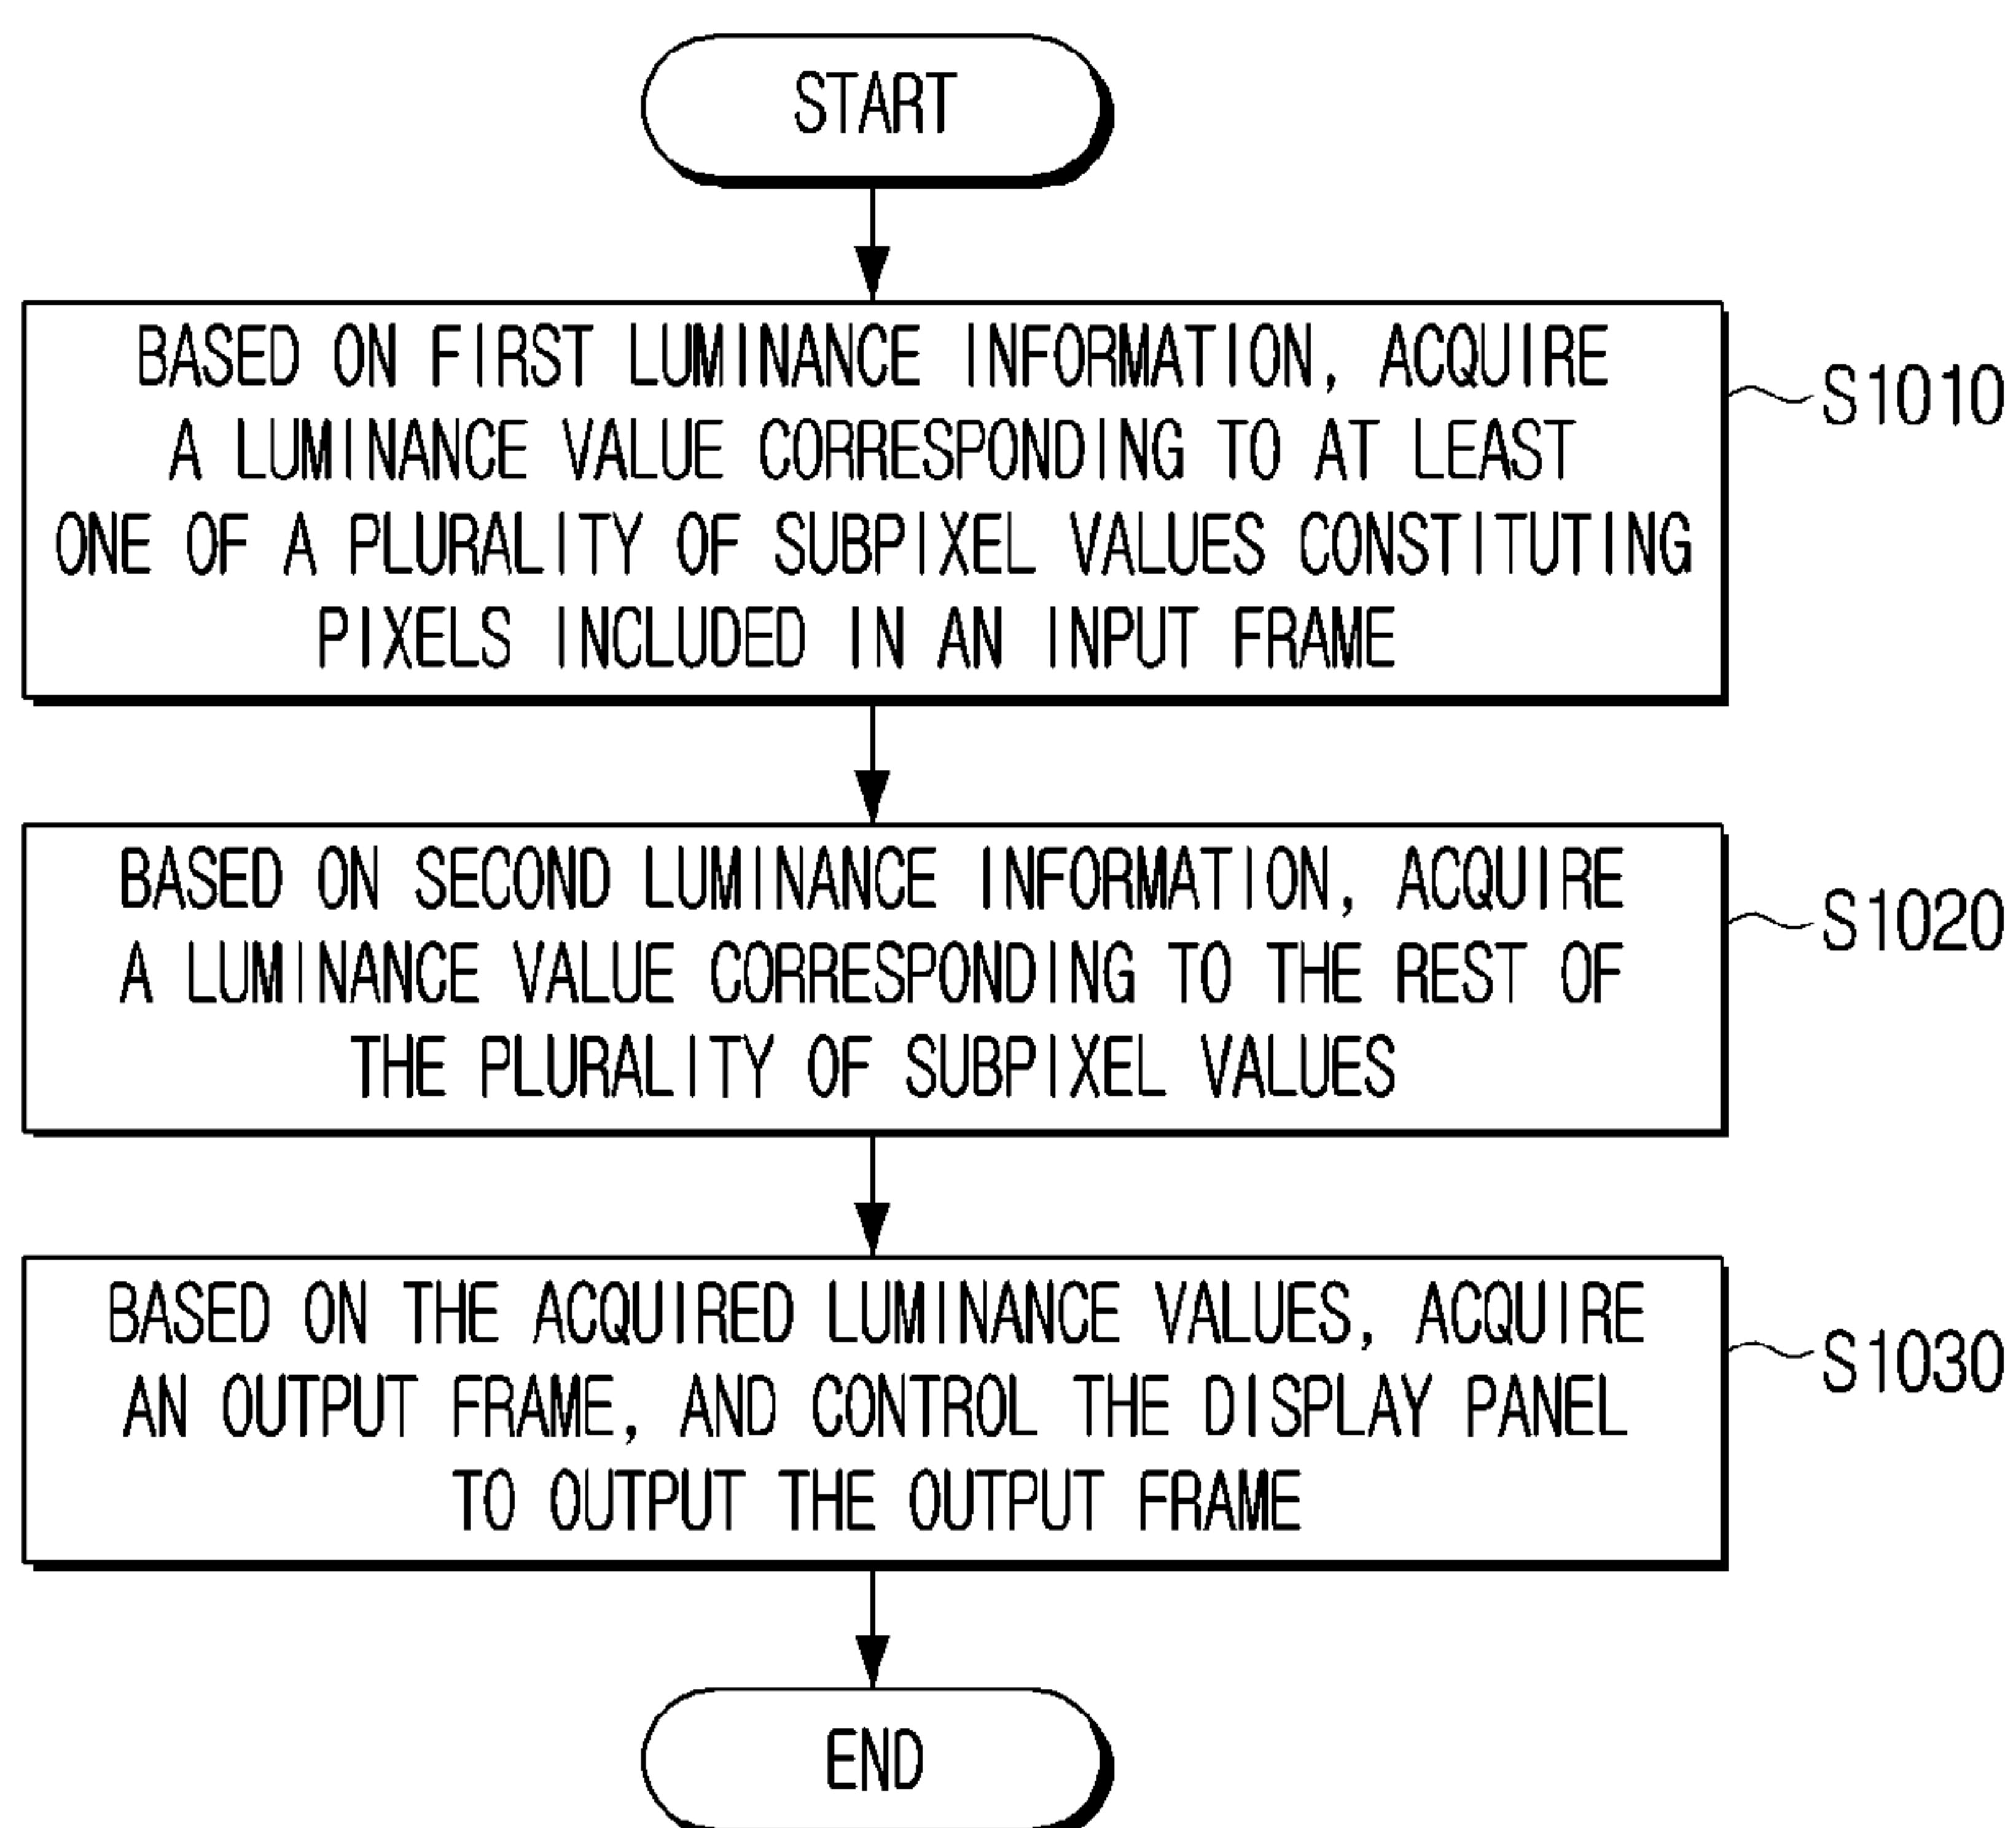 START
BASED ON FIRST LUMINANCE INFORMATION, ACQUIRE
A LUMINANCE VALUE CORRESPONDING TO AT LEAST
ONE OF A PLURALITY OF SUBPIXEL VALUES CONSTITUTING
PIXELS INCLUDED IN AN INPUT FRAME
S1010
BASED ON SECOND LUMINANCE INFORMATION, ACQUIRE
A LUMINANCE VALUE CORRESPONDING TO THE REST OF
THE PLURALITY OF SUBPIXEL VALUES
S1020
BASED ON THE ACQUIRED LUMINANCE VALUES, ACQUIRE
AN OUTPUT FRAME, AND CONTROL THE DISPLAY PANEL
TO OUTPUT THE OUTPUT FRAME
S1030
END